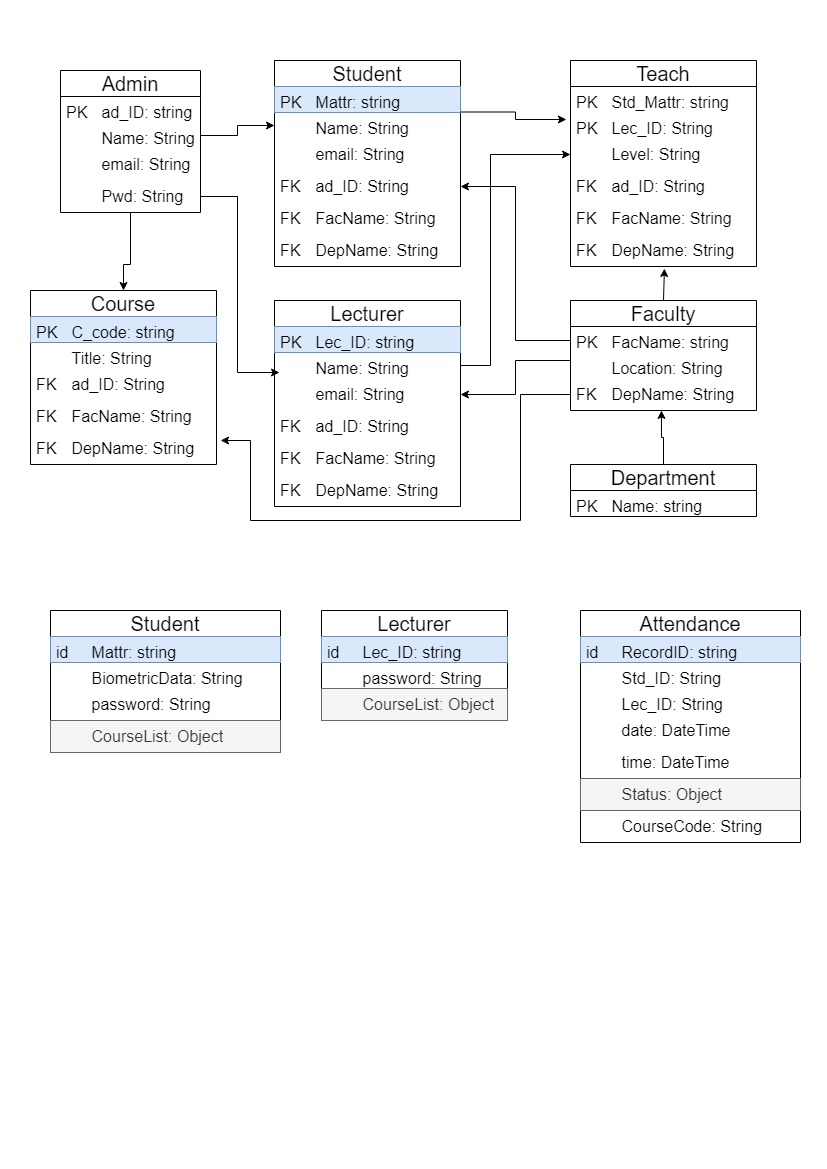 Admin
PK ad_ID: string
Name: String
email: String
Pwd: String
Student
PK Mattr: string
Name: String
email: String
FK ad_ID: String
FK FacName: String
FK DepName: String
Teach
PK Std_Mattr: string
PK Lec_ID: String
Level: String
FK ad_ID: String
FK FacName: String
FK DepName: String
Course
PK C_code: string
Title: String
FK ad_ID: String
FK FacName: String
FK DepName: String
Lecturer
PK Lec_ID: string
Name: String
email: String
FK ad_ID: String
FK FacName: String
FK DepName: String
Faculty
PK FacName: string
Location: String
FK DepName: String
Department
PK Name: string
Student
id Mattr: string
BiometricData: String
password: String
CourseList: Object
Lecturer
id Lec_ID: string
password: String
CourseList: Object
Attendance
id RecordID: string
Std_ID: String
Lec_ID: String
date: DateTime
time: DateTime
Status: Object
CourseCode: String